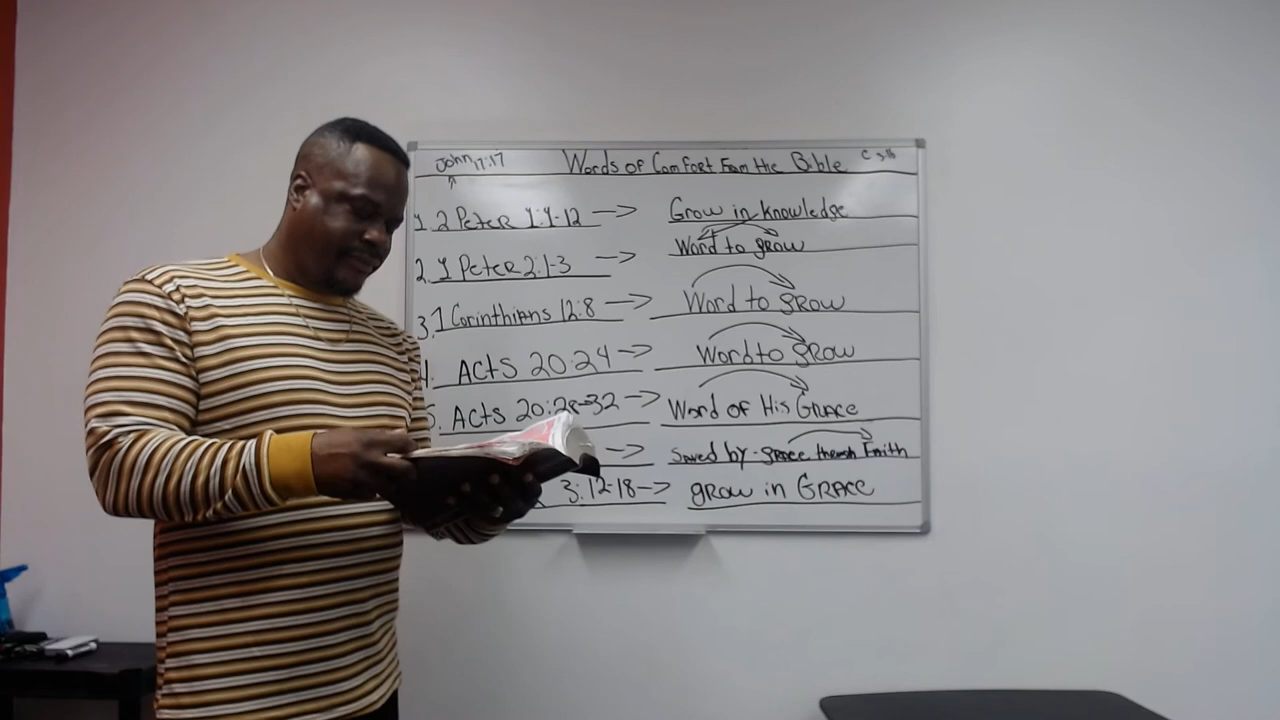 John 17:17 Words of Comfort From the Bible
1. 2 Peter 1:1-12 → Grow in knowledge
2. 1 Peter 2:1-3 → Word to grow
3. 1 Corinthians 12:8 → Word to grow
4. Acts 20:24 → Word to grow
5. Acts 20:28-32 → Word of His Grace
→ Saved by grace through Faith
3:12-18 → grow in Grace